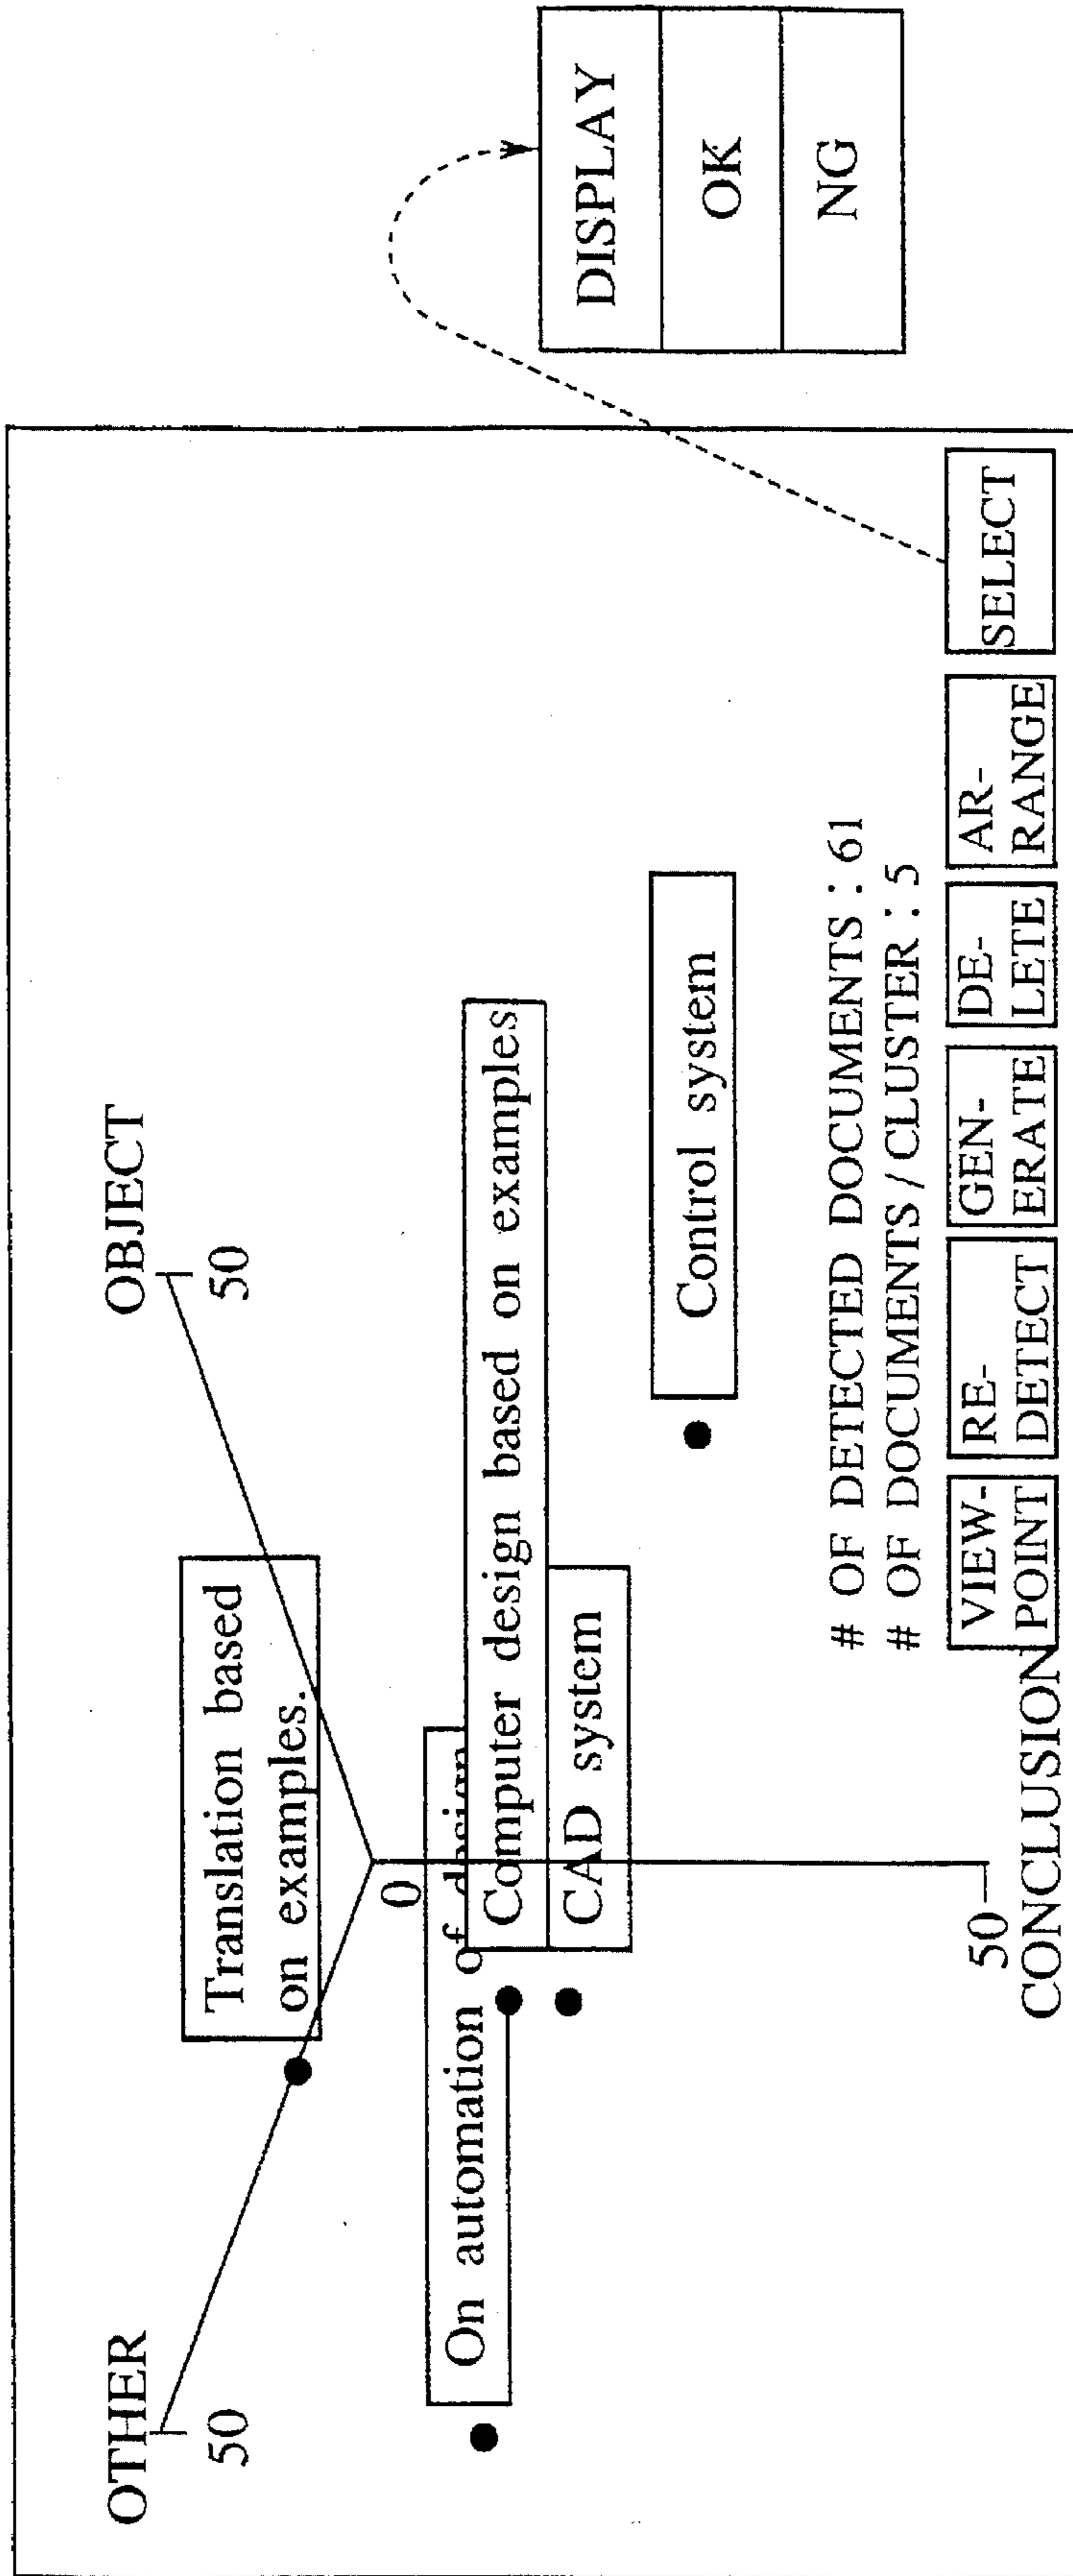 OTHER
50
OBJECT
50
Translation based
on examples.
0
On automation of design
Computer design based on examples
CAD system
Control system
50
CONCLUSION
# OF DETECTED DOCUMENTS : 61
# OF DOCUMENTS / CLUSTER : 5
VIEW-
POINT
RE-
DETECT
GEN-
ERATE
DE-
LETE
AR-
RANGE
SELECT
DISPLAY
OK
NG